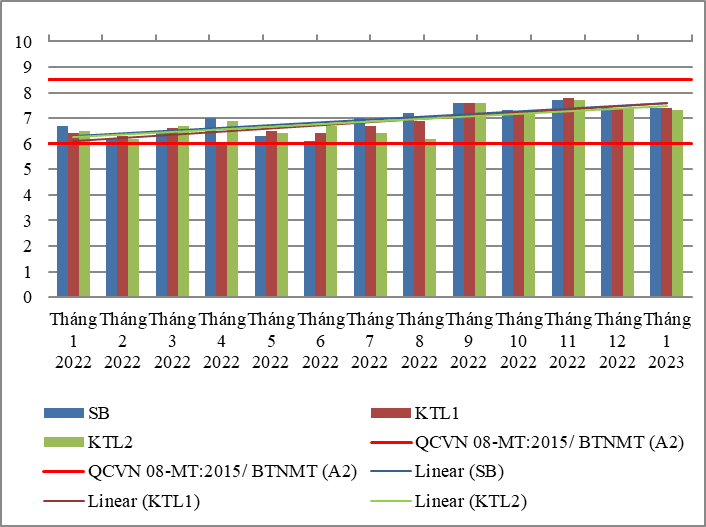 10
9
8
7
6
5
4
3
2
1
0
Tháng Tháng Tháng Tháng Tháng Tháng Tháng Tháng Tháng Tháng Tháng Tháng Tháng
1 2 3 4 5 6 7 8 9 10 11 12 1
2022 2022 2022 2022 2022 2022 2022 2022 2022 2022 2022 2022 2023
SB KTL1
KTL2 QCVN 08-MT:2015/ BTNMT (A2)
QCVN 08-MT:2015/ BTNMT (A2) Linear (SB)
Linear (KTL1) Linear (KTL2)